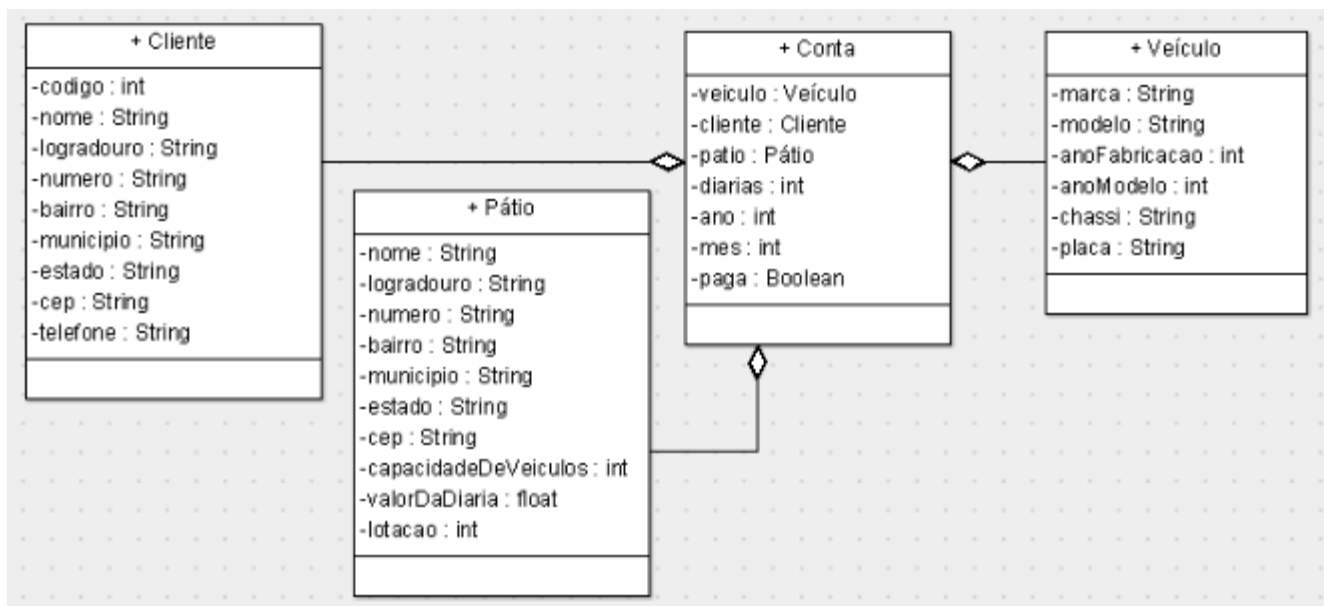 + Cliente
-codigo : int
-nome : String
-logradouro : String
-numero : String
-bairro : String
-municipio : String
-estado : String
-cep : String
-telefone : String
+ Pátio
-nome : String
-logradouro : String
-numero : String
-bairro : String
-municipio : String
-estado : String
-cep : String
-capacidadeDeVeiculos : int
-valorDaDiaria : float
-lotacao : int
+ Conta
-veiculo : Veículo
-cliente : Cliente
-patio : Pátio
-diarias : int
-ano : int
-mes : int
-paga : Boolean
+ Veículo
-marca : String
-modelo : String
-anoFabricacao : int
-anoModelo : int
-chassi : String
-placa : String